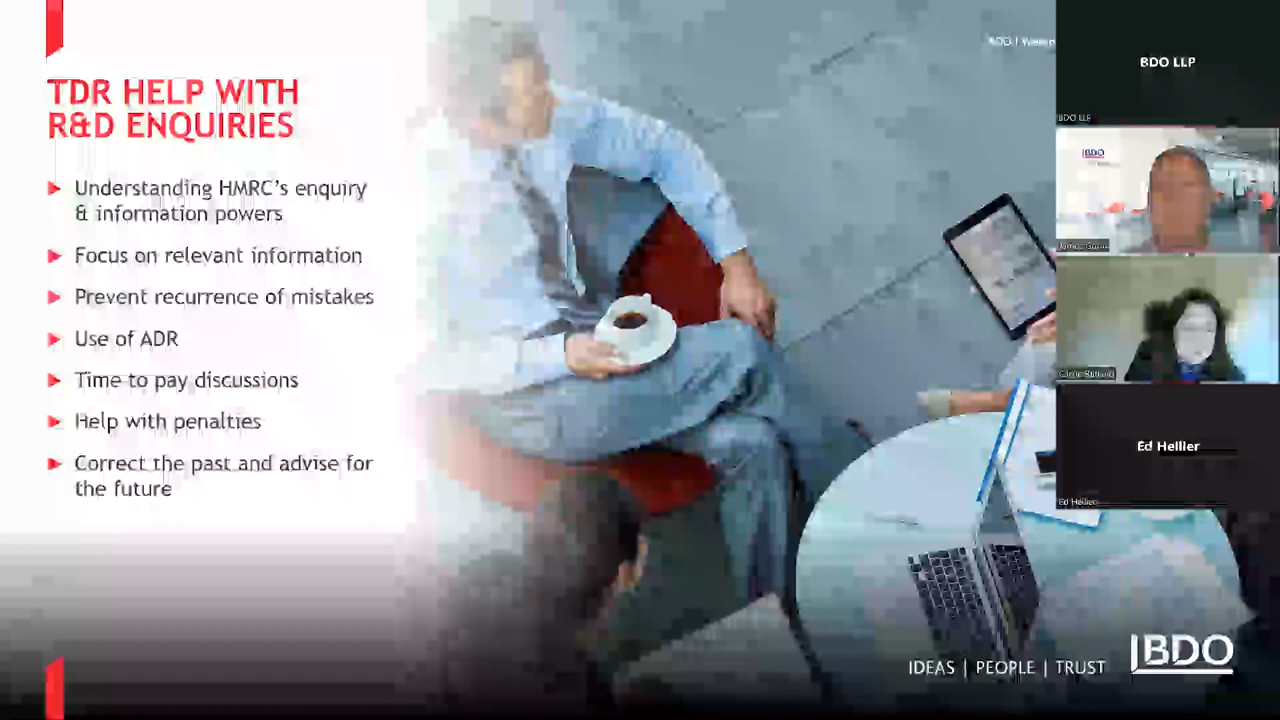 TDR HELP WITH
R&D ENQUIRIES
Understanding HMRC's enquiry
& information powers
Focus on relevant information
Prevent recurrence of mistakes
Use of ADR
Time to pay discussions
Help with penalties
Correct the past and advise for
the future
BDO LLP
BDO LLP
BDO
Ed Hellier
Ed Hellier
IDEAS | PEOPLE | TRUST
BDO